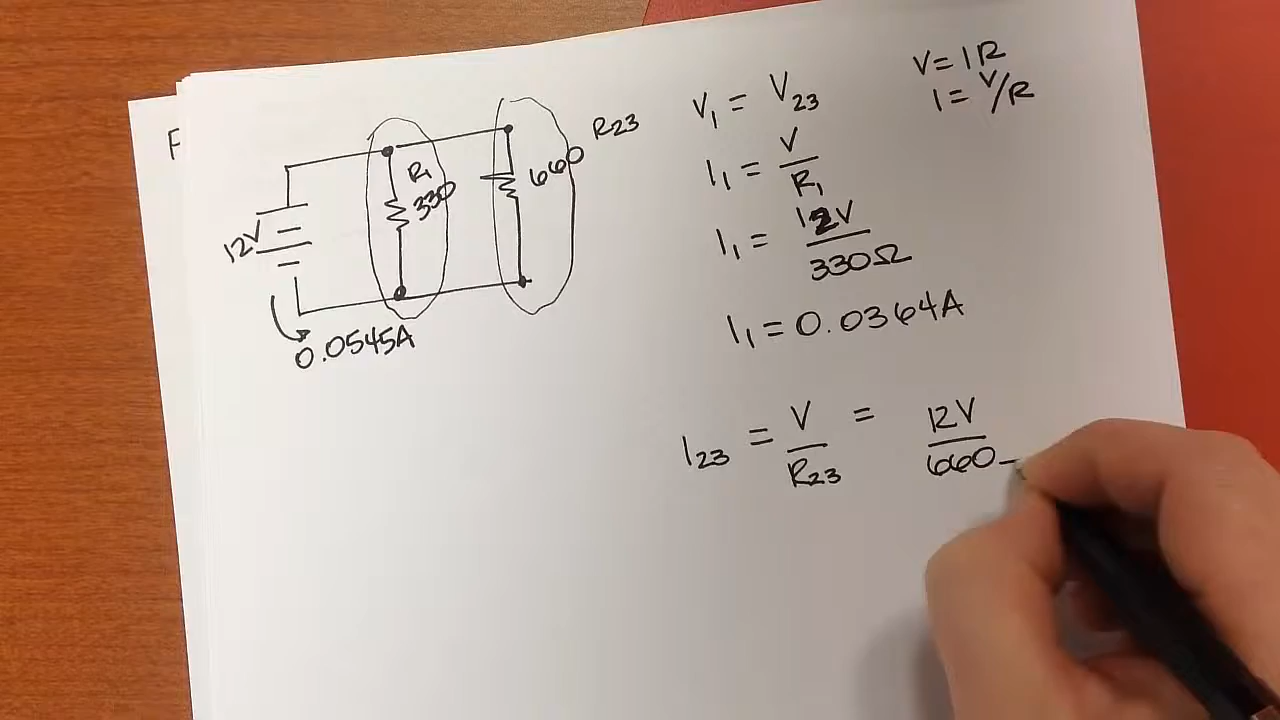 F
12V
R₁
330
660
R₂₃
0.0545A
V₁ = V₂₃
V = IR
I = V/R
I₁ = V/R₁
I₁ = 12V/330Ω
I₁ = 0.0364A
I₂₃ = V/R₂₃ = 12V/660